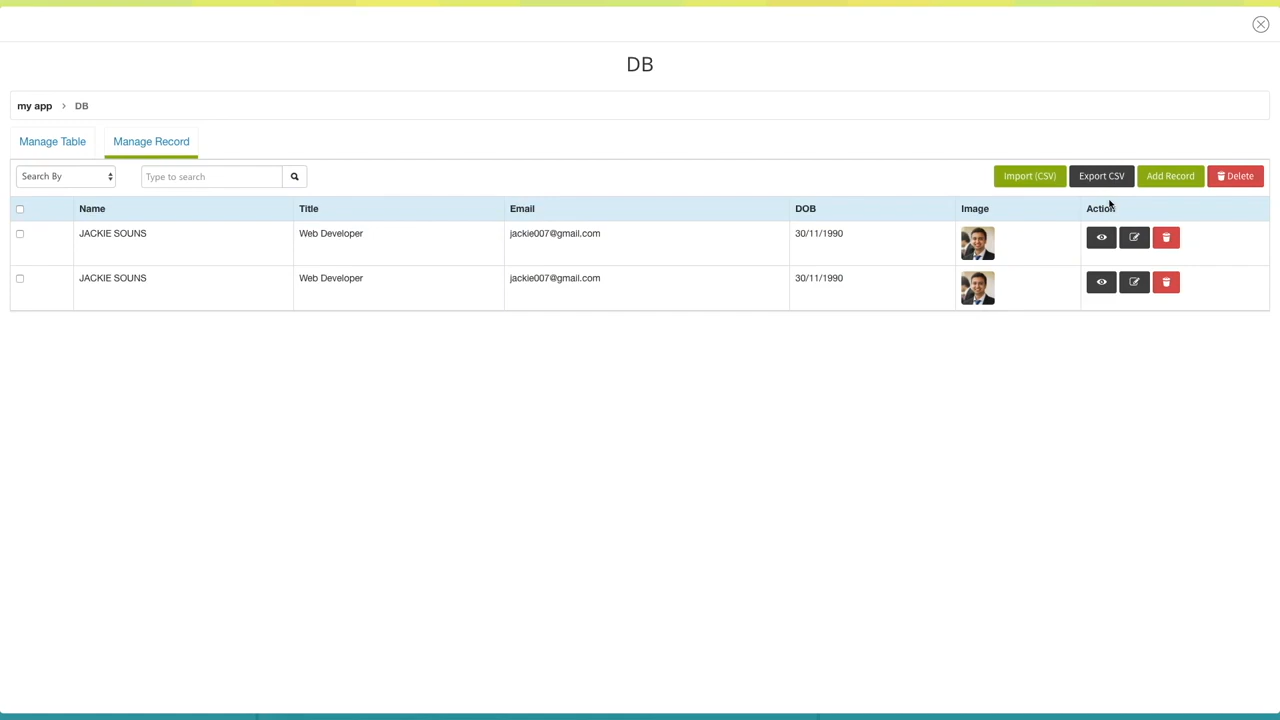 DB
my app > DB
Manage Table Manage Record
Search By Type to search Import (CSV) Export CSV Add Record Delete
Name Title Email DOB Image Action
JACKIE SOUNS Web Developer jackie007@gmail.com 30/11/1990
JACKIE SOUNS Web Developer jackie007@gmail.com 30/11/1990